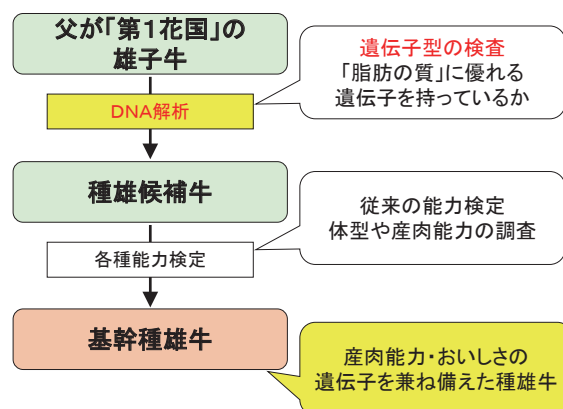 父が「第1花国」の
雄子牛
遺伝子型の検査
「脂肪の質」に優れる
遺伝子を持っているか
DNA解析
種雄候補牛
従来の能力検定
体型や産肉能力の調査
各種能力検定
基幹種雄牛
産肉能力・おいしさの
遺伝子を兼ね備えた種雄牛